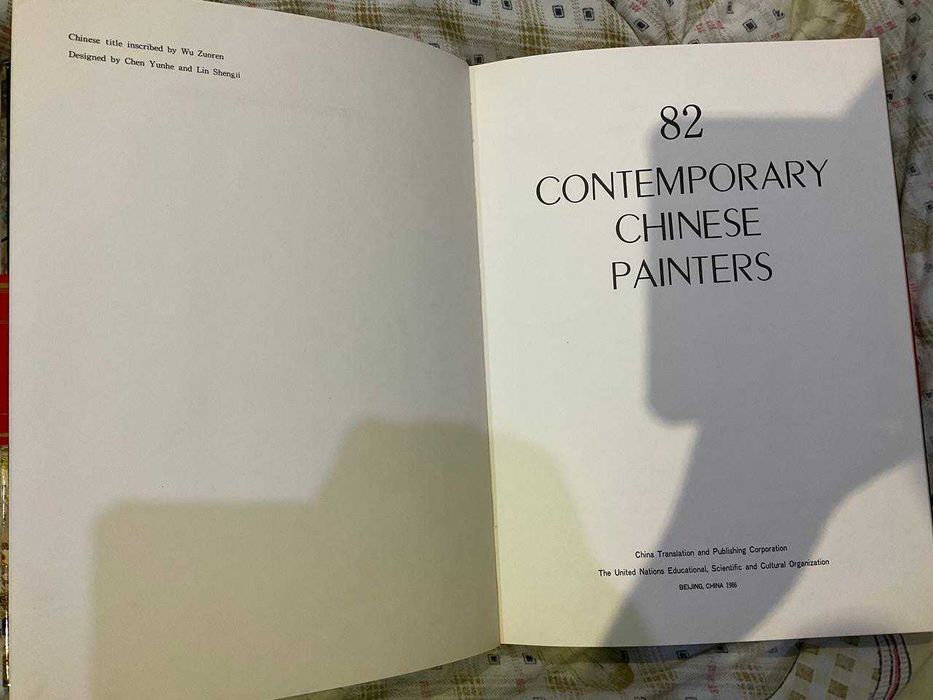 Chinese title inscribed by Wu Zuoren
Designed by Chen Yunhe and Lin Shengii
82
CONTEMPORARY
CHINESE
PAINTERS
China Translation and Publishing Corporation
The United Nations Educational, Scientific and Cultural Organization
BEIJING, CHINA 1986